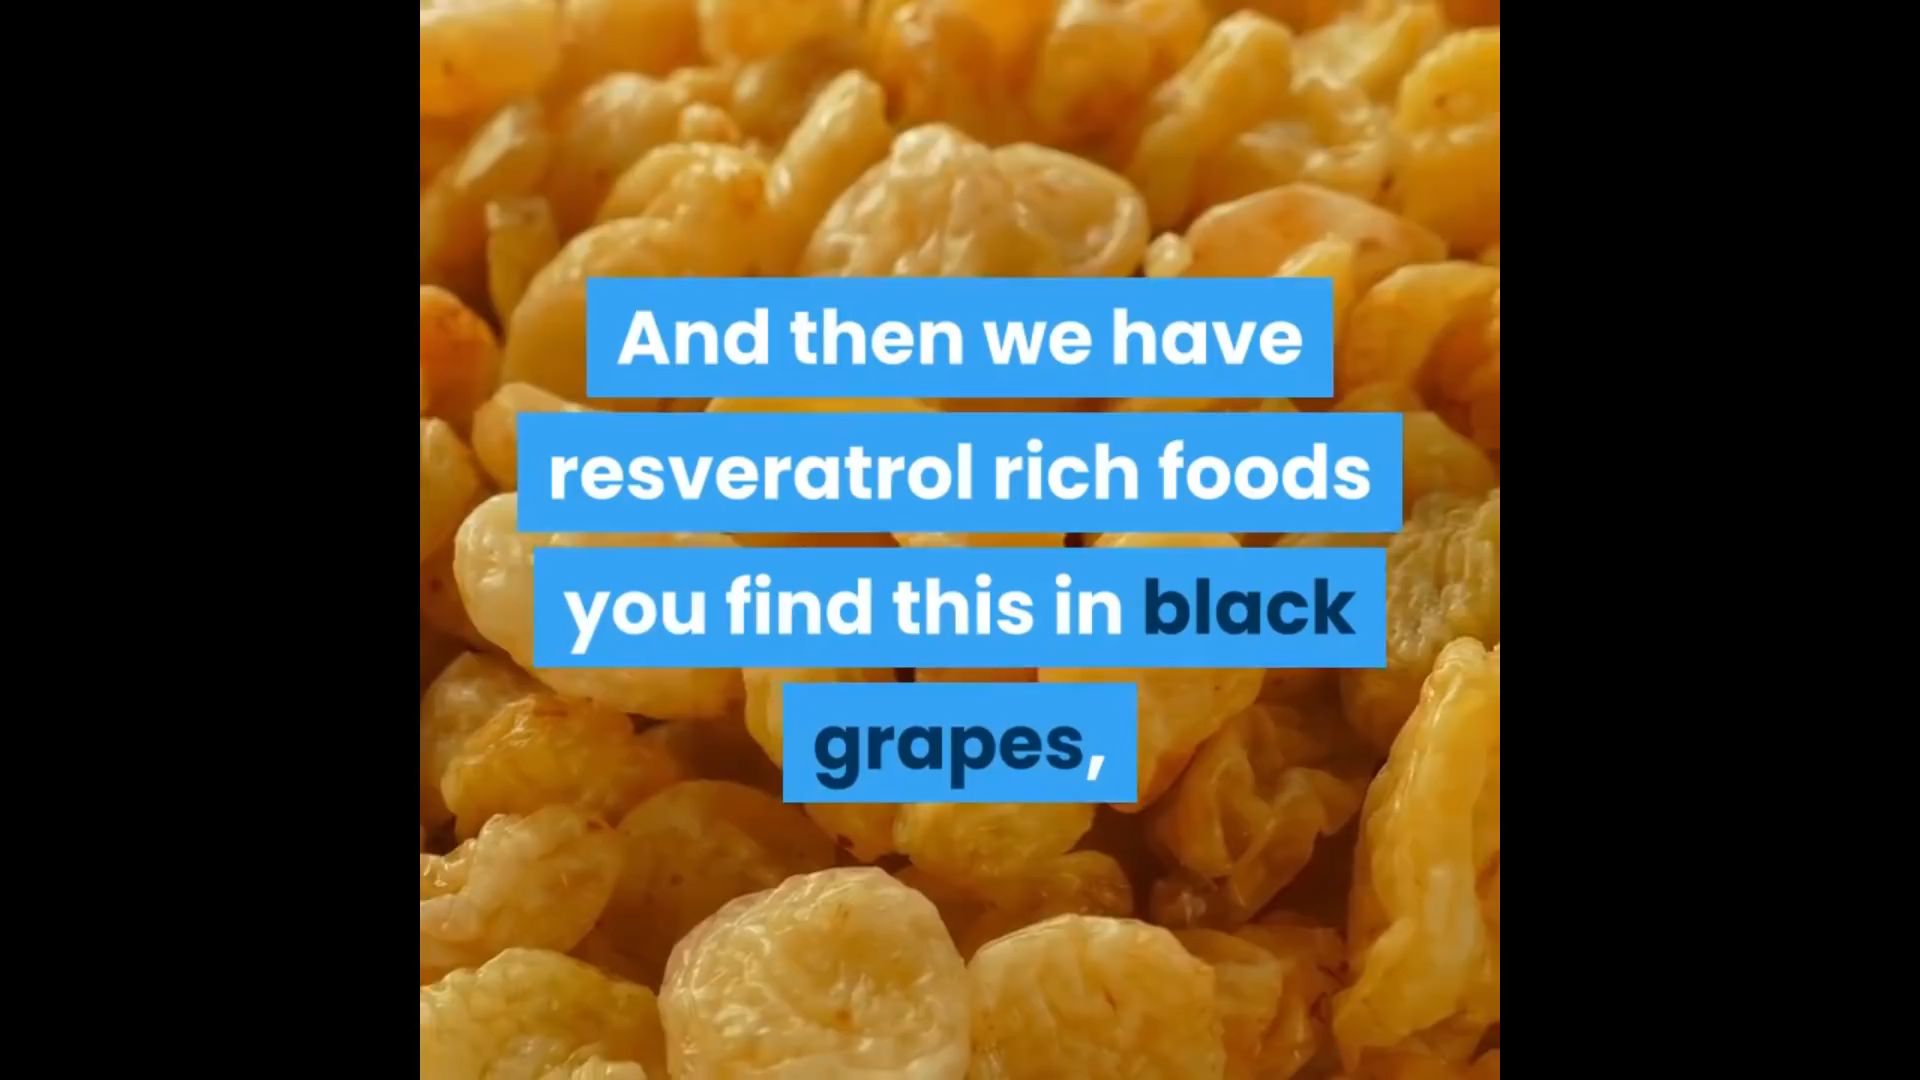 And then we have
resveratrol rich foods
you find this in black
grapes,